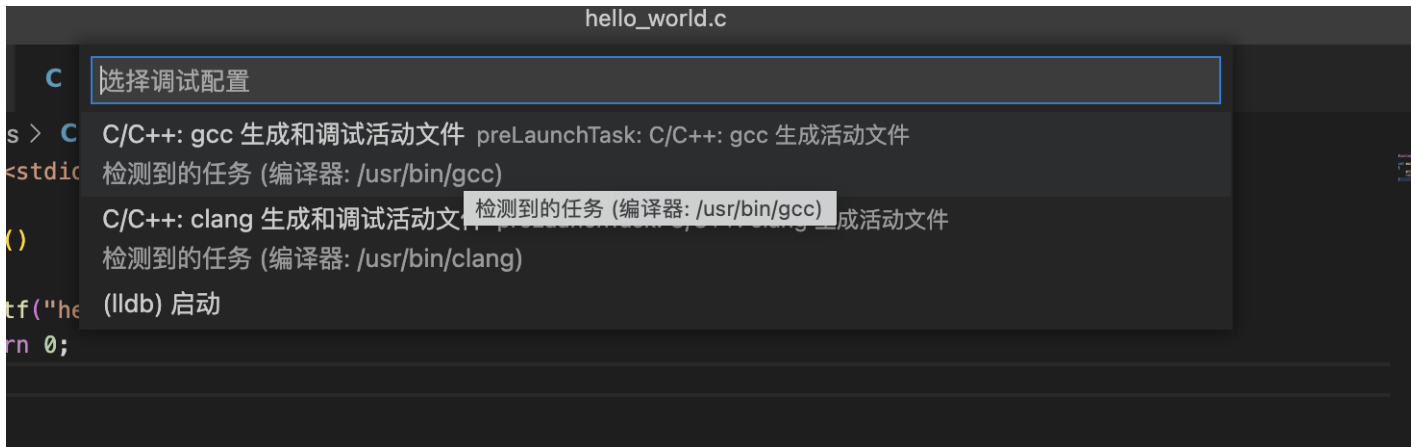 hello_world.c
C
选择调试配置
s > C
C/C++: gcc 生成和调试活动文件 preLaunchTask: C/C++: gcc 生成活动文件
<stdio
检测到的任务 (编译器: /usr/bin/gcc)
检测到的任务 (编译器: /usr/bin/gcc)
C/C++: clang 生成和调试活动文件 preLaunchTask: C/C++: clang 生成活动文件
()
检测到的任务 (编译器: /usr/bin/clang)
(lldb) 启动
tf("he
rn 0;